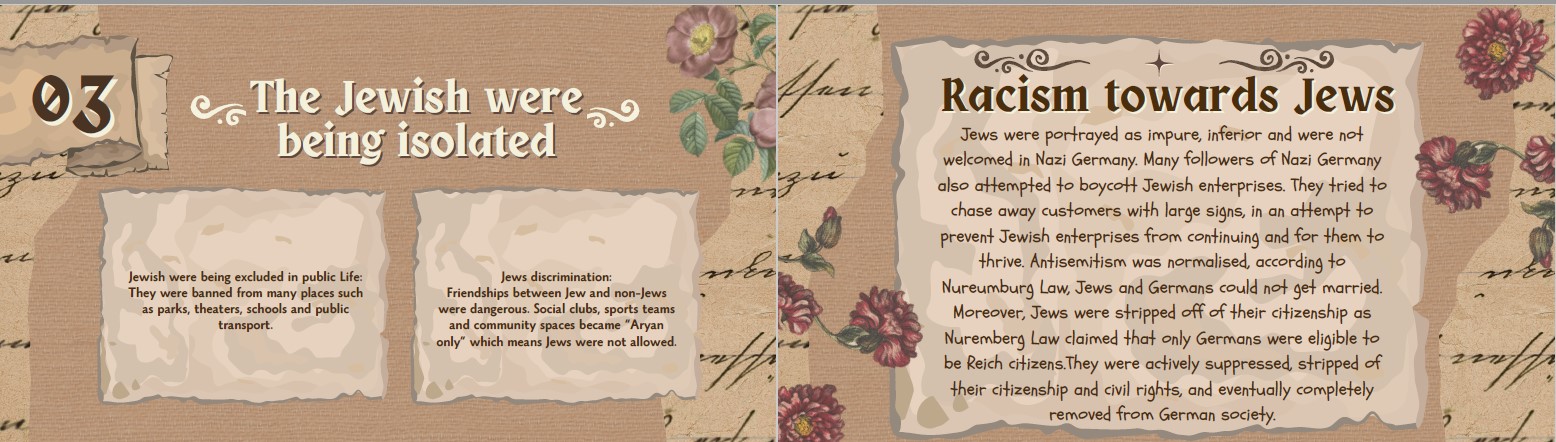 03
The Jewish were
being isolated
Jewish were being excluded in public Life:
They were banned from many places such
as parks, theaters, schools and public
transport.
Jews discrimination:
Friendships between Jew and non-Jews
were dangerous. Social clubs, sports teams
and community spaces became “Aryan
only” which means Jews were not allowed.
Racism towards Jews
Jews were portrayed as impure, inferior and were not
welcomed in Nazi Germany. Many followers of Nazi Germany
also attempted to boycott Jewish enterprises. They tried to
chase away customers with large signs, in an attempt to
prevent Jewish enterprises from continuing and for them to
thrive. Antisemitism was normalised, according to
Nureumburg Law, Jews and Germans could not get married.
Moreover, Jews were stripped off of their citizenship as
Nuremberg Law claimed that only Germans were eligible to
be Reich citizens.They were actively suppressed, stripped of
their citizenship and civil rights, and eventually completely
removed from German society.